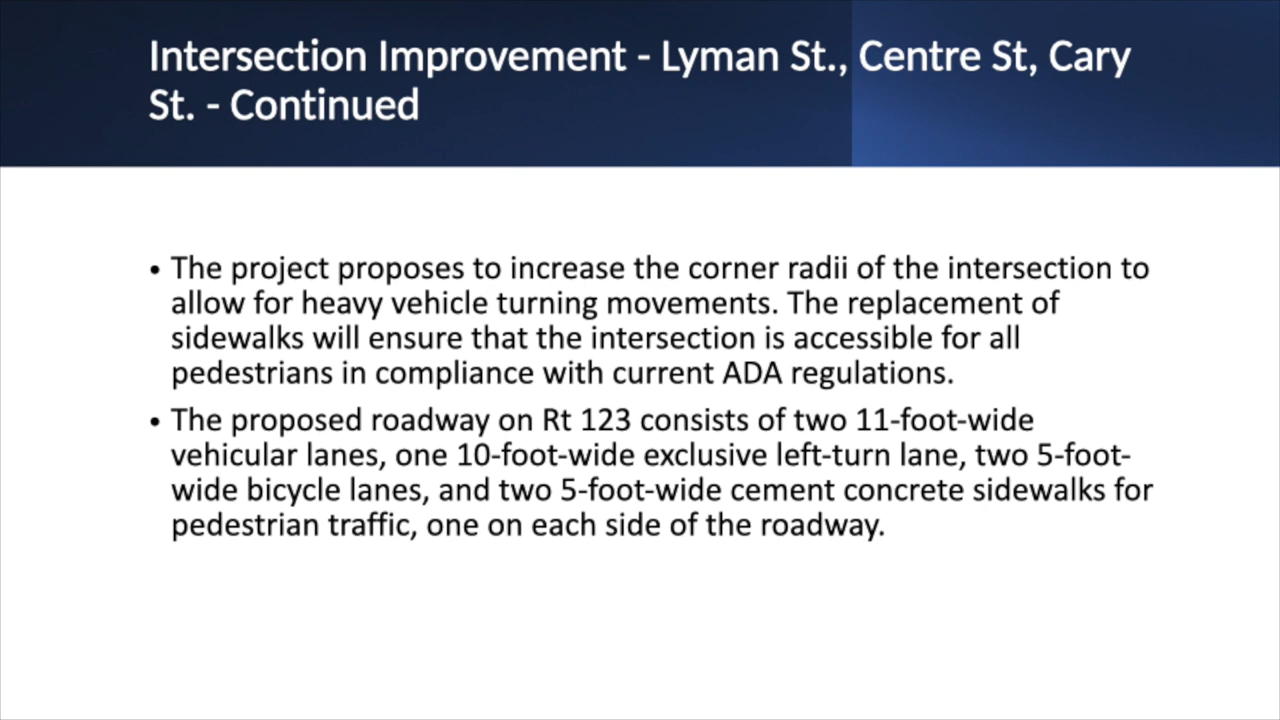 Intersection Improvement - Lyman St., Centre St, Cary
St. - Continued
• The project proposes to increase the corner radii of the intersection to
allow for heavy vehicle turning movements. The replacement of
sidewalks will ensure that the intersection is accessible for all
pedestrians in compliance with current ADA regulations.
• The proposed roadway on Rt 123 consists of two 11-foot-wide
vehicular lanes, one 10-foot-wide exclusive left-turn lane, two 5-foot-
wide bicycle lanes, and two 5-foot-wide cement concrete sidewalks for
pedestrian traffic, one on each side of the roadway.